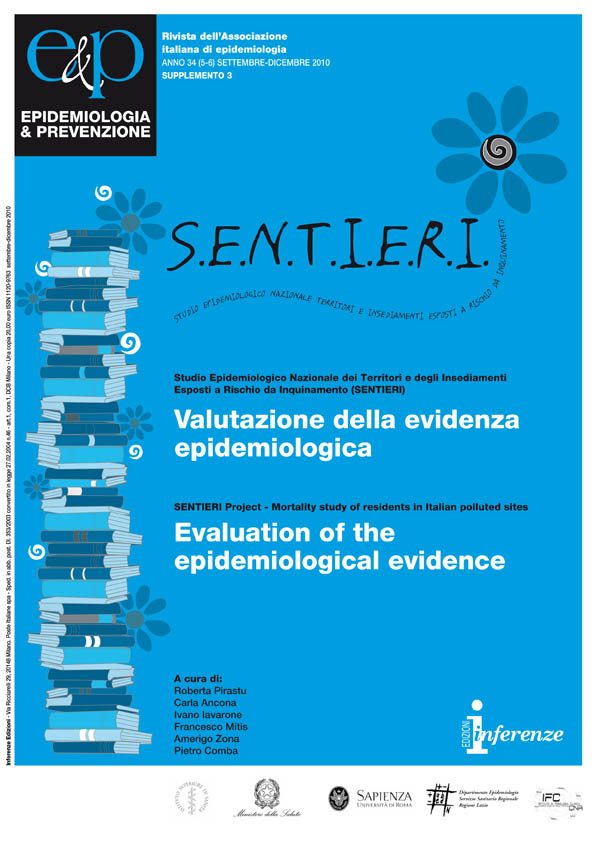 e&p
EPIDEMIOLOGIA
& PREVENZIONE
Rivista dell'Associazione
italiana di epidemiologia
ANNO 34 (5-6) SETTEMBRE-DICEMBRE 2010
SUPPLEMENTO 3
S.E.N.T.I.E.R.I.
STUDIO EPIDEMIOLOGICO NAZIONALE TERRITORI E INSEDIAMENTI ESPOSTI A RISCHIO DA INQUINAMENTO
Studio Epidemiologico Nazionale dei Territori e degli Insediamenti
Esposti a Rischio da Inquinamento (SENTIERI)
Valutazione della evidenza
epidemiologica
SENTIERI Project - Mortality study of residents in Italian polluted sites
Evaluation of the
epidemiological evidence
A cura di:
Roberta Pirastu
Carla Ancona
Ivano Iavarone
Francesco Mitis
Amerigo Zona
Pietro Comba
EDIZIONI
inferenze
Inferenze Edizioni - Via Ricciarelli 29, 20148 Milano. Poste Italiane spa - Sped. in abb. post. Dl. 353/2003 convertito in legge 27.02.2004 n.46 - art.1, com.1, DCB Milano - Una copia 20,00 euro ISSN 1120-9763 settembre-dicembre 2010
ISTITUTO SUPERIORE DI SANITÀ
Ministero della Salute
SAPIENZA
UNIVERSITÀ DI ROMA
Dipartimento Epidemiologia
Servizio Sanitario Regionale
Regione Lazio
IFC
CNR